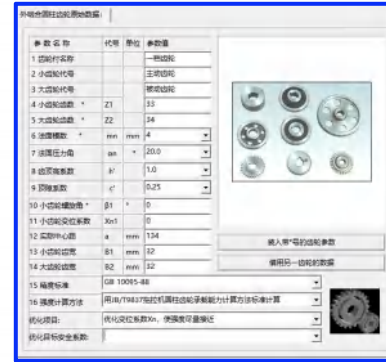 外啮合圆柱齿轮原始数据:
参数名称 代号 单位 参数值
1 齿轮付名称 一档齿轮
2 小齿轮代号 主动齿轮
3 大齿轮代号 被动齿轮
4 小齿轮齿数 * Z1 33
5 大齿轮齿数 * Z2 34
6 法面模数 * mn mm 4
7 法面压力角 αn ° 20.0
8 齿顶高系数 h' 1.0
9 顶隙系数 c' 0.25
10 小齿轮螺旋角 * β1 ° 0
11 小齿轮变位系数 Xn1 0
12 实际中心距 a mm 134
13 小齿轮齿宽 B1 mm 32
14 大齿轮齿宽 B2 mm 32
15 精度标准 GB 10095-88
16 强度计算方法 用JB/T9837拖拉机圆柱齿轮承载能力计算方法标准计算
优化项目: 优化变位系数Xn,使强度尽量接近
优化目标安全系数:
输入带*号的齿轮参数
借用另一齿轮的数据